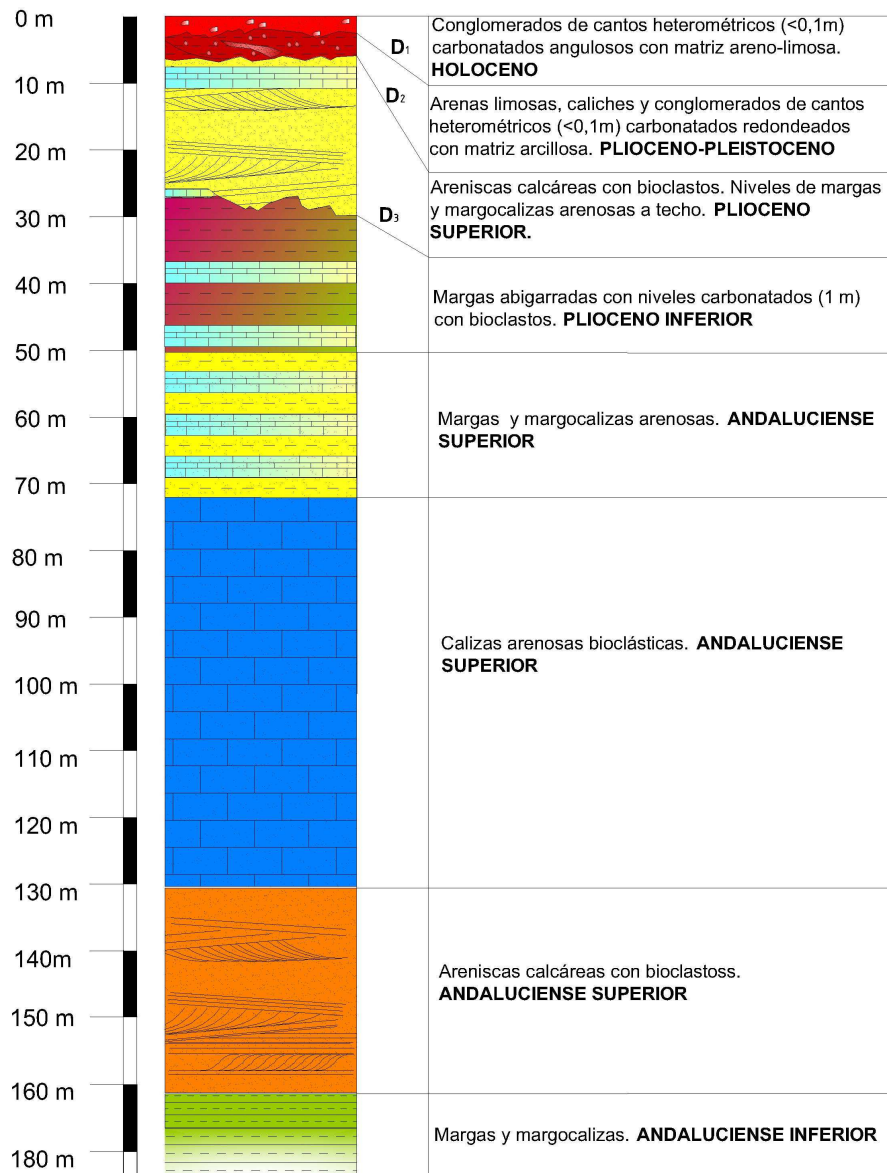 0 m
10 m
20 m
30 m
40 m
50 m
60 m
70 m
80 m
90 m
100 m
110 m
120 m
130 m
140m
150 m
160 m
180 m
D1
D2
D3
Conglomerados de cantos heterométricos (<0,1m)
carbonatados angulosos con matriz areno-limosa.
HOLOCENO
Arenas limosas, caliches y conglomerados de cantos
heterométricos (<0,1m) carbonatados redondeados
con matriz arcillosa. PLIOCENO-PLEISTOCENO
Areniscas calcáreas con bioclastos. Niveles de margas
y margocalizas arenosas a techo. PLIOCENO
SUPERIOR.
Margas abigarradas con niveles carbonatados (1 m)
con bioclastos. PLIOCENO INFERIOR
Margas y margocalizas arenosas. ANDALUCIENSE
SUPERIOR
Calizas arenosas bioclásticas. ANDALUCIENSE
SUPERIOR
Areniscas calcáreas con bioclastoss.
ANDALUCIENSE SUPERIOR
Margas y margocalizas. ANDALUCIENSE INFERIOR